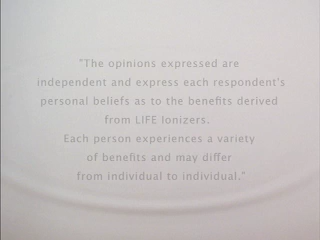 "The opinions expressed are
independent and express each respondent's
personal beliefs as to the benefits derived
from LIFE Ionizers.
Each person experiences a variety
of benefits and may differ
from individual to individual."